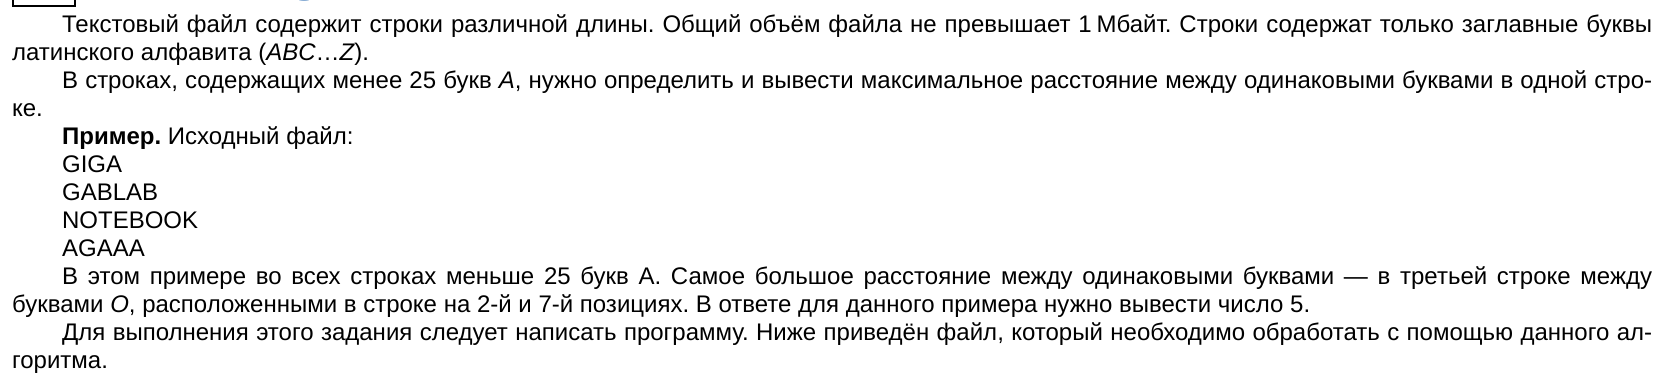 Текстовый файл содержит строки различной длины. Общий объём файла не превышает 1 Мбайт. Строки содержат только заглавные буквы
латинского алфавита (ABC…Z).
В строках, содержащих менее 25 букв A, нужно определить и вывести максимальное расстояние между одинаковыми буквами в одной стро-
ке.
Пример. Исходный файл:
GIGA
GABLAB
NOTEBOOK
AGAAA
В этом примере во всех строках меньше 25 букв А. Самое большое расстояние между одинаковыми буквами — в третьей строке между
буквами O, расположенными в строке на 2-й и 7-й позициях. В ответе для данного примера нужно вывести число 5.
Для выполнения этого задания следует написать программу. Ниже приведён файл, который необходимо обработать с помощью данного ал-
горитма.